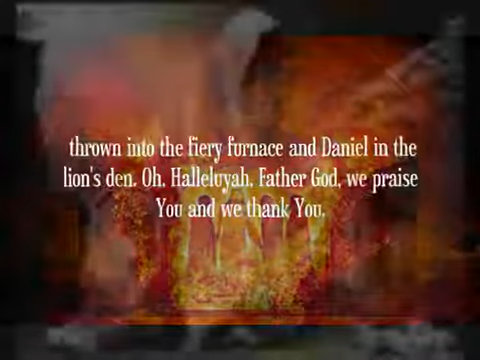 thrown into the fiery furnace and Daniel in the
lion's den. Oh, Halleluyah, Father God, we praise
You and we thank You.